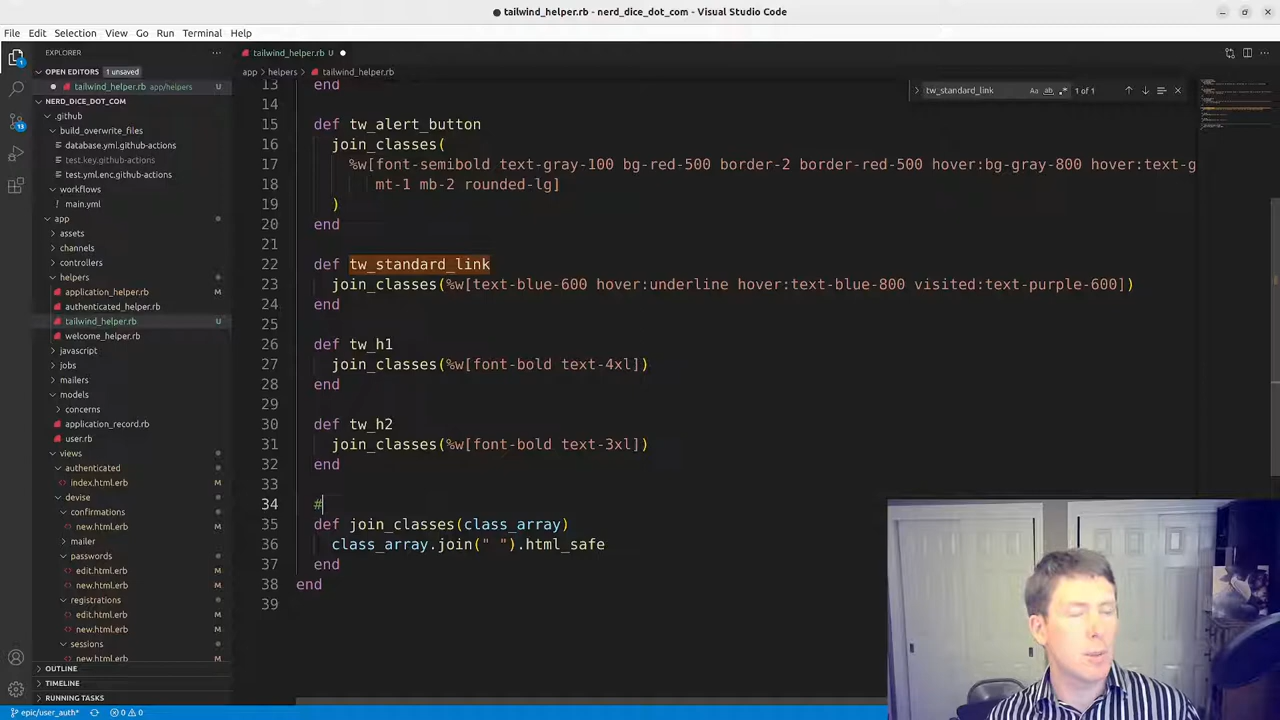 tailwind_helper.rb - nerd_dice_dot_com - Visual Studio Code
File Edit Selection View Go Run Terminal Help
EXPLORER
OPEN EDITORS 1 unsaved
tailwind_helper.rb app/helpers U
NERD_DICE_DOT_COM
.github
build_overwrite_files
database.yml.github-actions
test.key.github-actions
test.yml.enc.github-actions
workflows
main.yml
app
assets
channels
controllers
helpers
application_helper.rb M
authenticated_helper.rb
tailwind_helper.rb U
welcome_helper.rb
javascript
jobs
mailers
models
concerns
application_record.rb
user.rb
views
authenticated
index.html.erb
devise
confirmations
new.html.erb M
mailer
passwords
edit.html.erb M
new.html.erb M
registrations
edit.html.erb M
new.html.erb M
sessions
new.html.erb M
OUTLINE
TIMELINE
RUNNING TASKS
tailwind_helper.rb U
app > helpers > tailwind_helper.rb
tw_standard_link Aa ab .* 1 of 1
13 end
14
15 def tw_alert_button
16 join_classes(
17 %w[font-semibold text-gray-100 bg-red-500 border-2 border-red-500 hover:bg-gray-800 hover:text-g
18 mt-1 mb-2 rounded-lg]
19 )
20 end
21
22 def tw_standard_link
23 join_classes(%w[text-blue-600 hover:underline hover:text-blue-800 visited:text-purple-600])
24 end
25
26 def tw_h1
27 join_classes(%w[font-bold text-4xl])
28 end
29
30 def tw_h2
31 join_classes(%w[font-bold text-3xl])
32 end
33
34 #
35 def join_classes(class_array)
36 class_array.join(" ").html_safe
37 end
38 end
39
1
13
epic/user_auth* 0 0